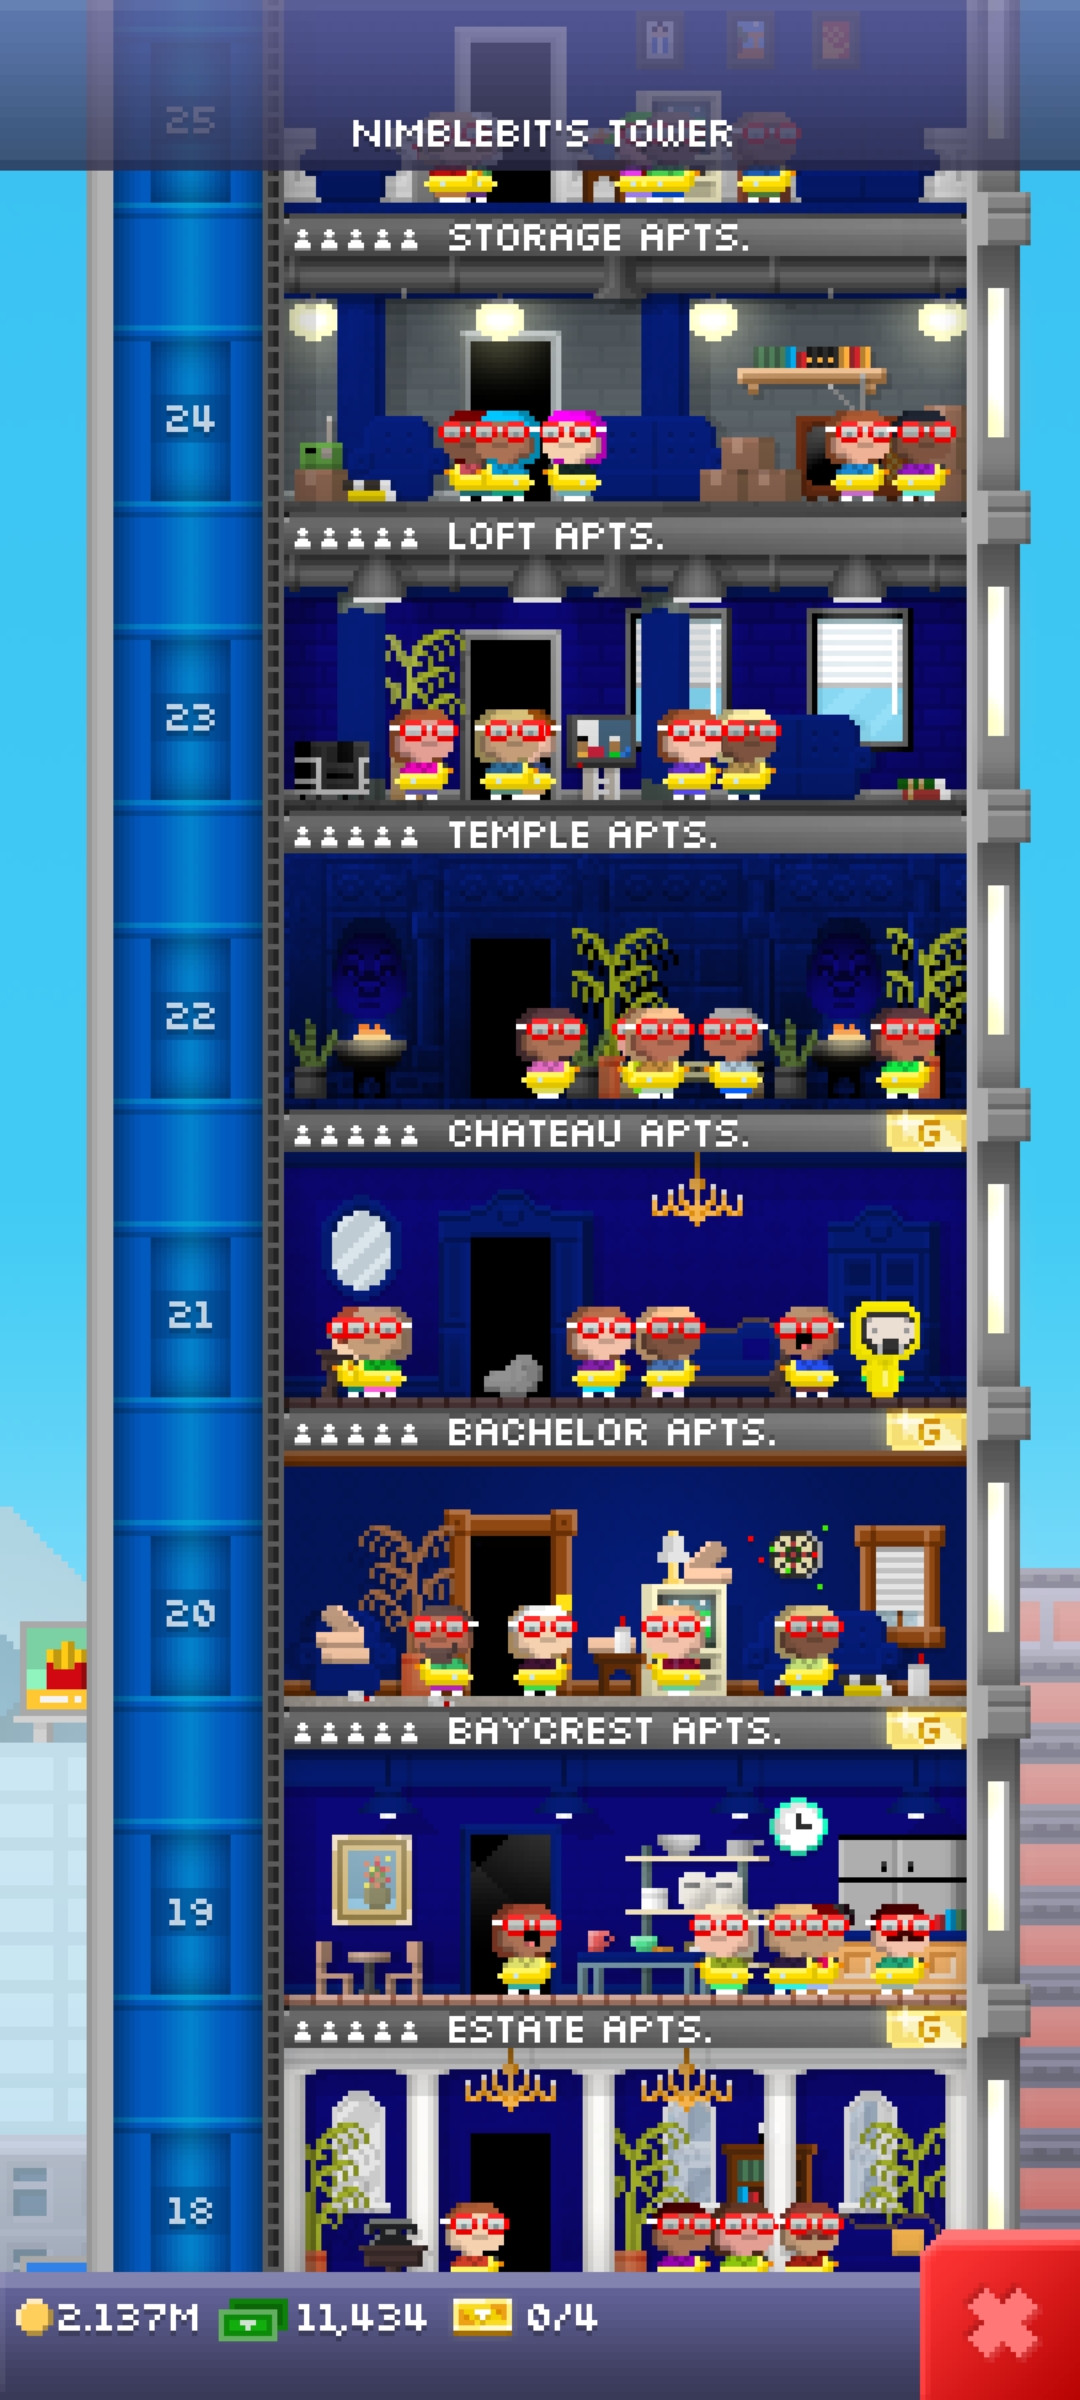 25
NIMBLEBIT'S TOWER
STORAGE APTS.
24
LOFT APTS.
23
TEMPLE APTS.
22
CHATEAU APTS. G
21
BACHELOR APTS. G
20
BAYCREST APTS. G
19
ESTATE APTS. G
18
2.137M 11,434 0/4